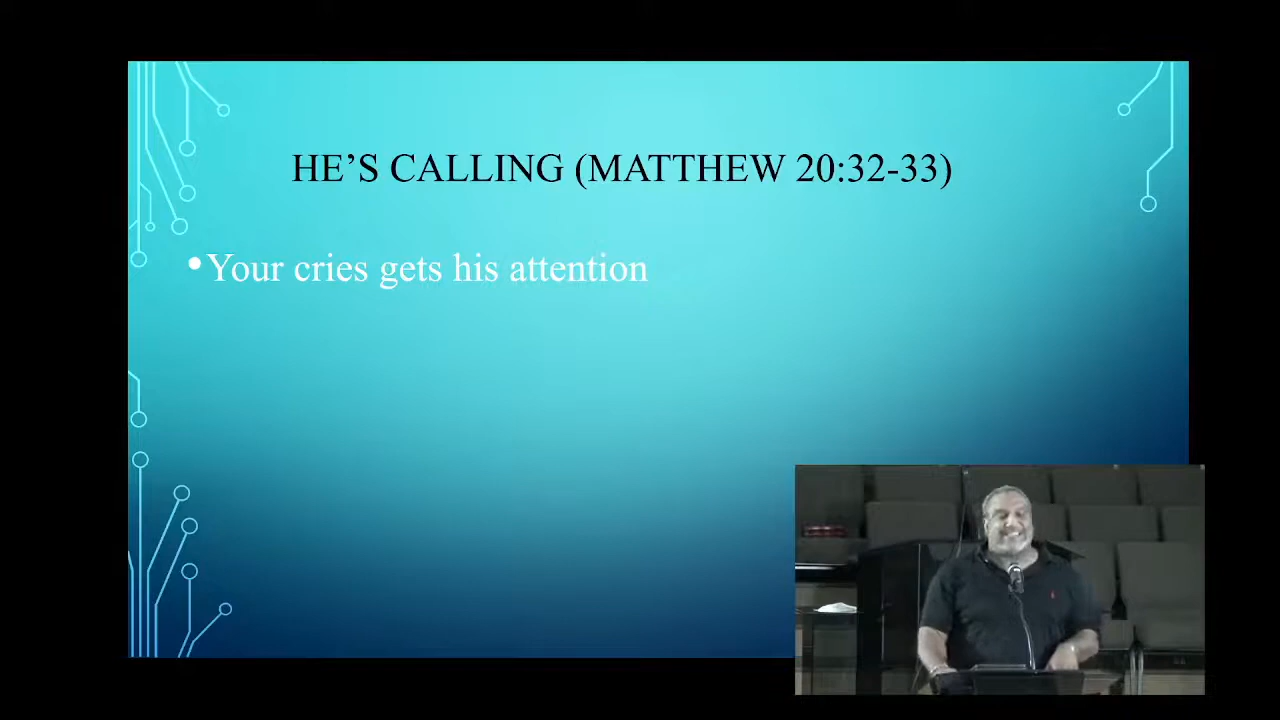 HE’S CALLING (MATTHEW 20:32-33)
•Your cries gets his attention